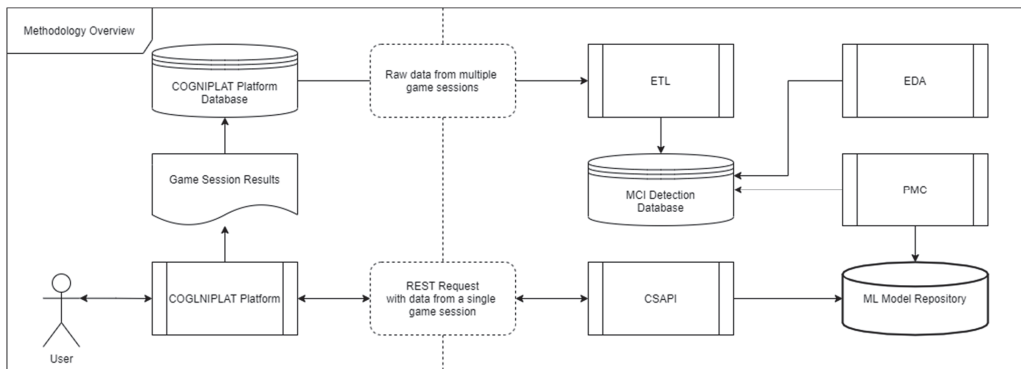 Methodology Overview
COGNIPLAT Platform
Database
Raw data from multiple
game sessions
ETL
EDA
Game Session Results
MCI Detection
Database
PMC
COGLNIPLAT Platform
REST Request
with data from a single
game session
CSAPI
ML Model Repository
User